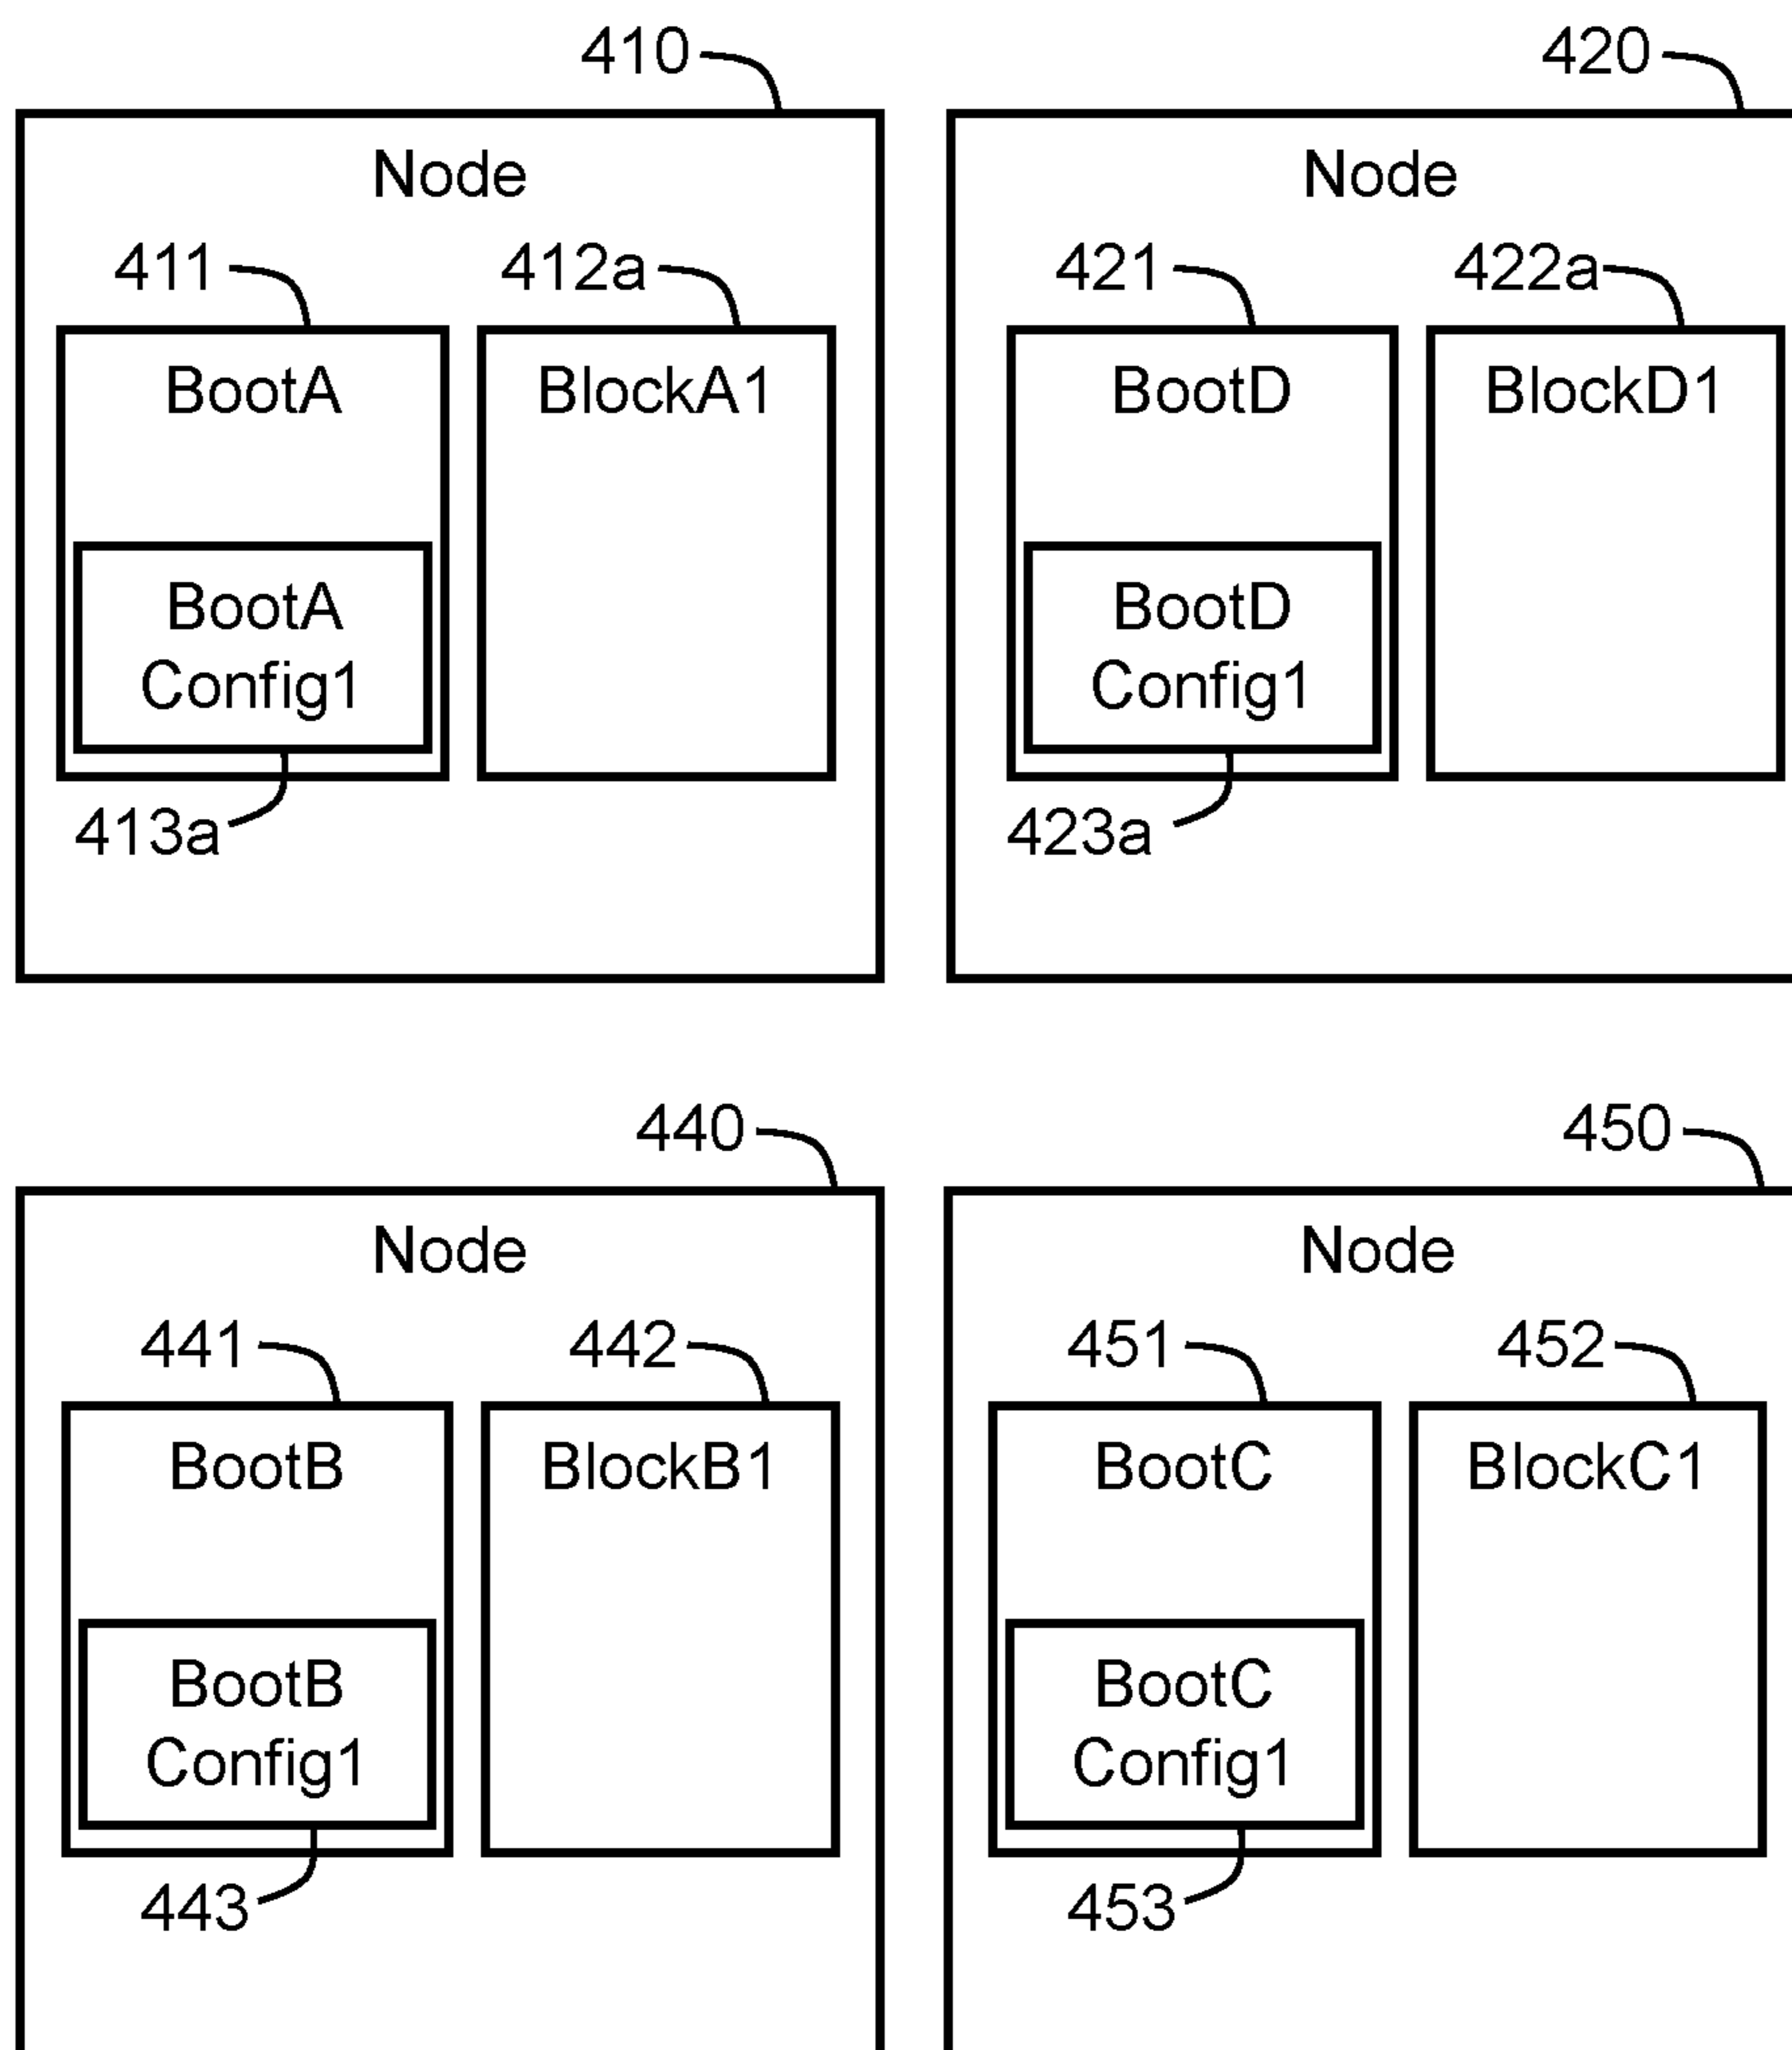 410
Node
411
412a
BootA
BlockA1
BootA
Config1
413a
420
Node
421
422a
BootD
BlockD1
BootD
Config1
423a
440
Node
441
442
BootB
BlockB1
BootB
Config1
443
450
Node
451
452
BootC
BlockC1
BootC
Config1
453